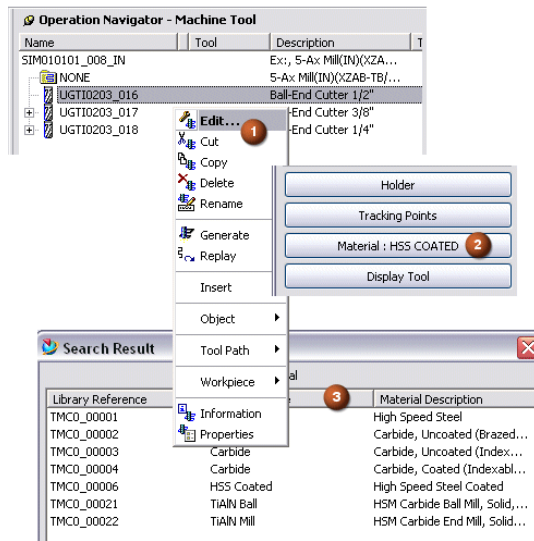 Operation Navigator - Machine Tool
Name Tool Description T
SIM010101_008_IN Ex:, 5-Ax Mill(IN)(XZA...
NONE 5-Ax Mill(IN)(XZAB-TB/...
UGTI0203_016 Ball-End Cutter 1/2"
UGTI0203_017 -End Cutter 3/8"
UGTI0203_018 -End Cutter 1/4"
Edit... 1
Cut
Copy
Delete
Rename
Generate
Replay
Insert
Object
Tool Path
Workpiece
Information
Properties
Holder
Tracking Points
Material : HSS COATED 2
Display Tool
Search Result
al
Library Reference e 3 Material Description
TMC0_00001 High Speed Steel
TMC0_00002 Carbide, Uncoated (Brazed...
TMC0_00003 Carbide Carbide, Uncoated (Index...
TMC0_00004 Carbide Carbide, Coated (Indexabl...
TMC0_00006 HSS Coated High Speed Steel Coated
TMC0_00021 TiAlN Ball HSM Carbide Ball Mill, Solid,...
TMC0_00022 TiAlN Mill HSM Carbide End Mill, Solid...